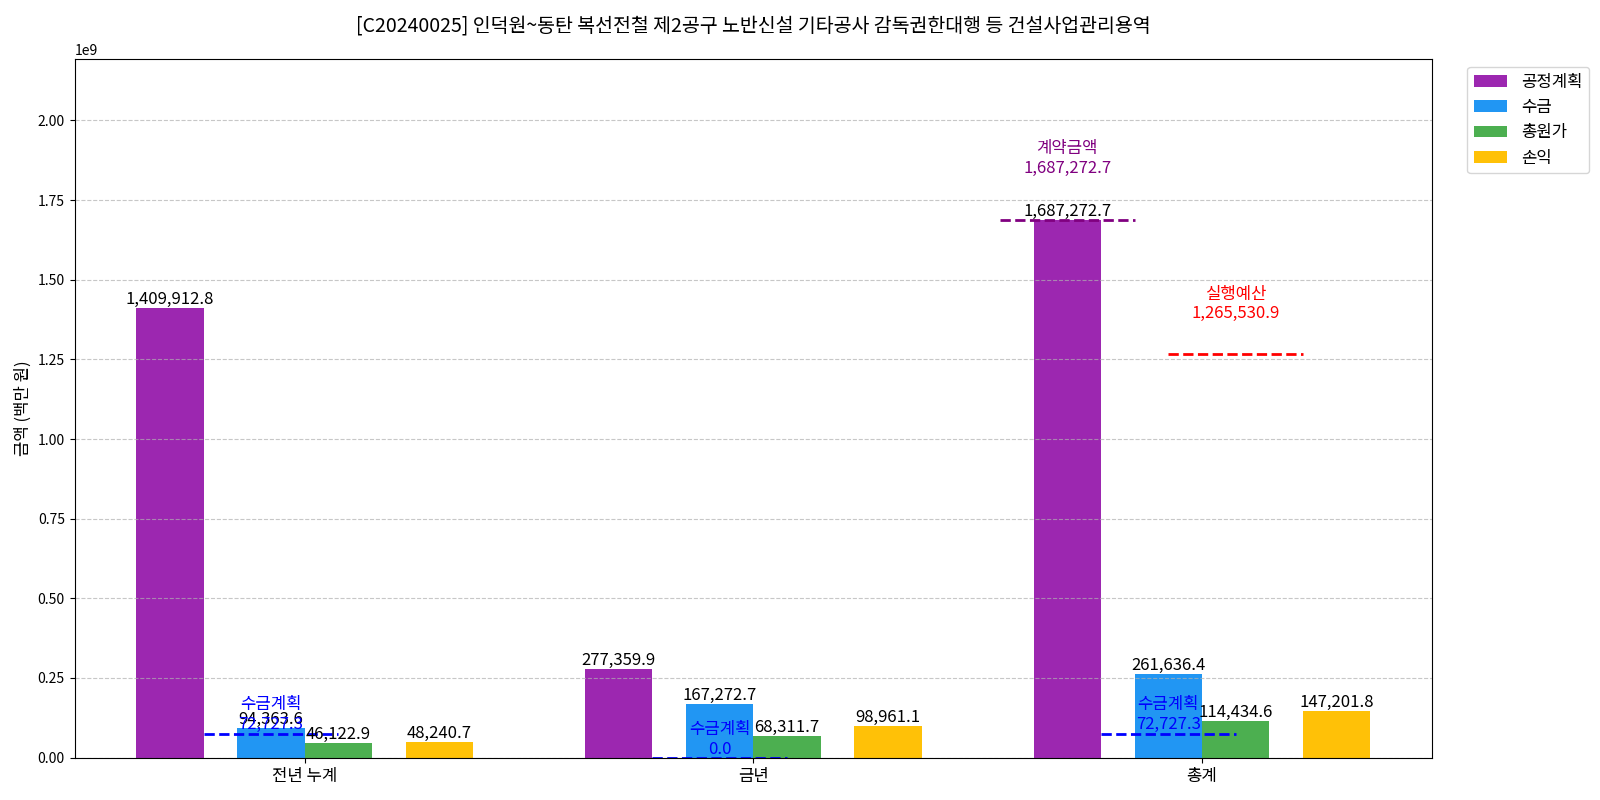 [C20240025] 인덕원~동탄 복선전철 제2공구 노반신설 기타공사 감독권한대행 등 건설사업관리용역
1e9
공정계획
수금
총원가
손익
금액 (백만 원)
2.00
1.75
1.50
1.25
1.00
0.75
0.50
0.25
0.00
계약금액
1,687,272.7
1,687,272.7
실행예산
1,265,530.9
1,409,912.8
수금계획
72,727.3
94,363.6
46,122.9
48,240.7
277,359.9
167,272.7
수금계획
0.0
68,311.7
98,961.1
261,636.4
수금계획
72,727.3
114,434.6
147,201.8
전년 누계
금년
총계